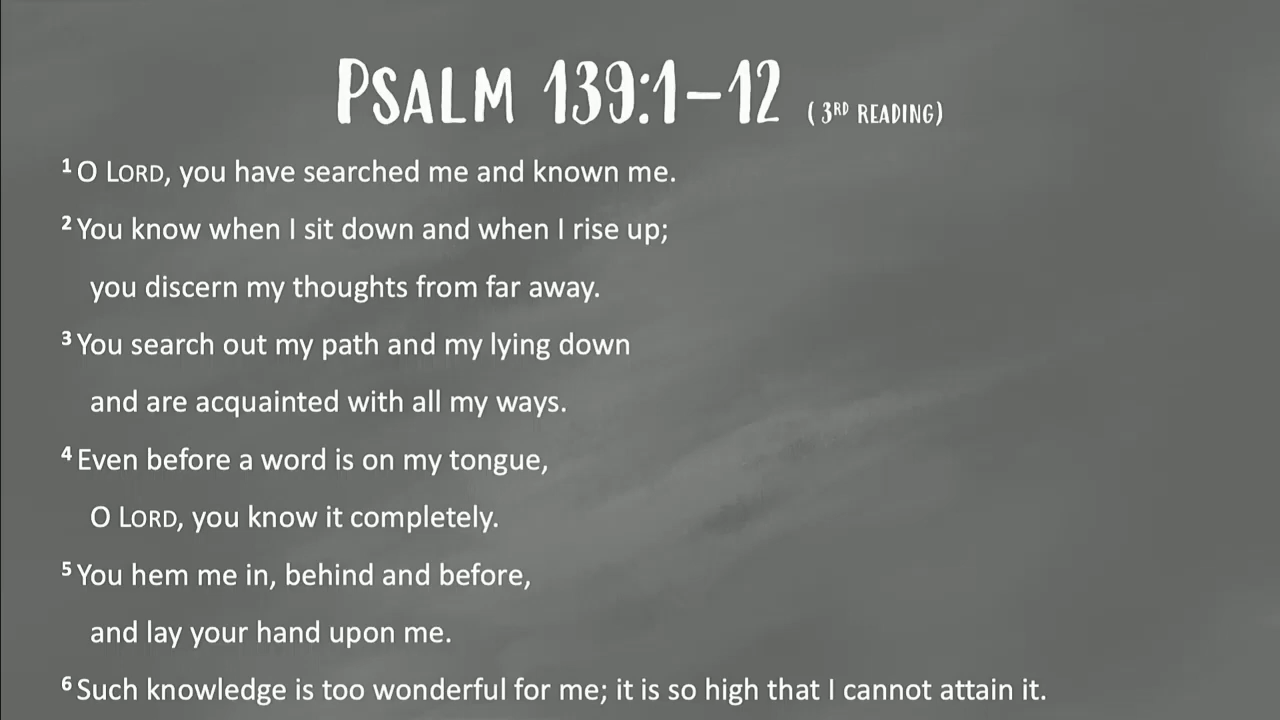 PSALM 139:1–12 (3RD READING)
1 O LORD, you have searched me and known me.
2 You know when I sit down and when I rise up;
you discern my thoughts from far away.
3 You search out my path and my lying down
and are acquainted with all my ways.
4 Even before a word is on my tongue,
O LORD, you know it completely.
5 You hem me in, behind and before,
and lay your hand upon me.
6 Such knowledge is too wonderful for me; it is so high that I cannot attain it.